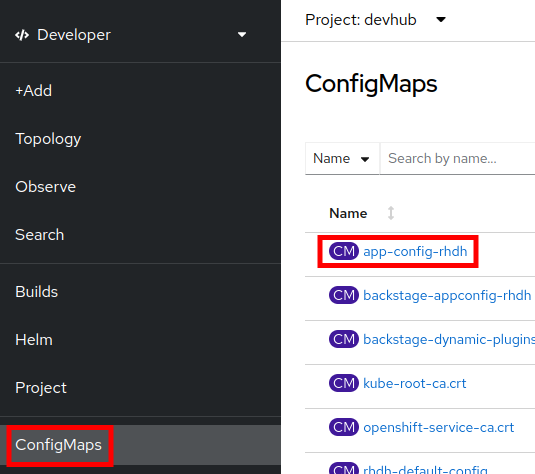 Developer
+Add
Topology
Observe
Search
Builds
Helm
Project
ConfigMaps
Project: devhub
ConfigMaps
Name
Search by name...
Name
CM app-config-rhdh
CM backstage-appconfig-rhdh
CM backstage-dynamic-plugins
CM kube-root-ca.crt
CM openshift-service-ca.crt
CM rhdh-default-config